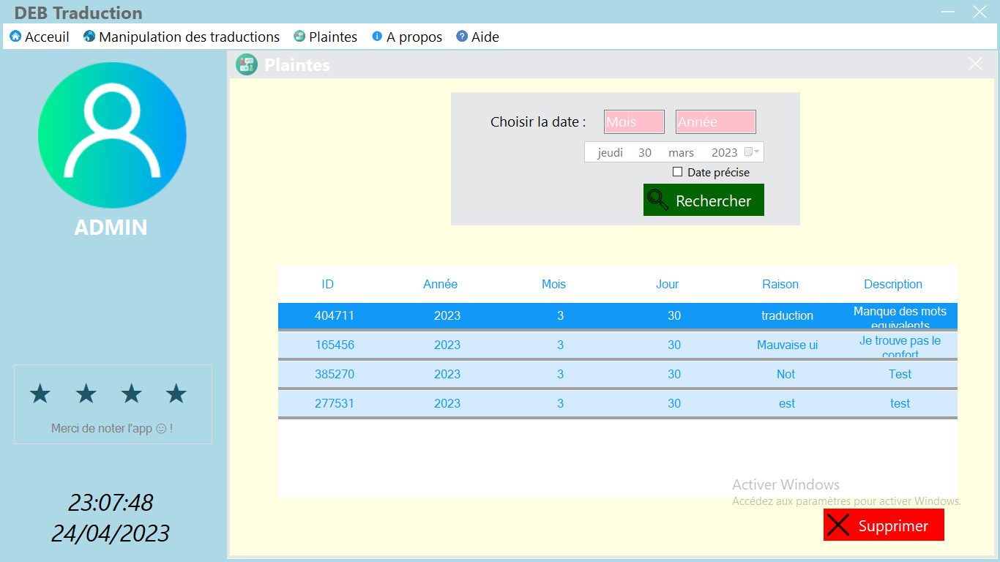 DEB Traduction
Acceuil Manipulation des traductions Plaintes A propos Aide
Plaintes
Choisir la date : Mois Année
jeudi 30 mars 2023
Date précise
Rechercher
ADMIN
ID Année Mois Jour Raison Description
404711 2023 3 30 traduction Manque des mots equivalents
165456 2023 3 30 Mauvaise ui Je trouve pas le confort
385270 2023 3 30 Not Test
277531 2023 3 30 est test
Merci de noter l'app ☺ !
23:07:48
24/04/2023
Activer Windows
Accédez aux paramètres pour activer Windows.
Supprimer